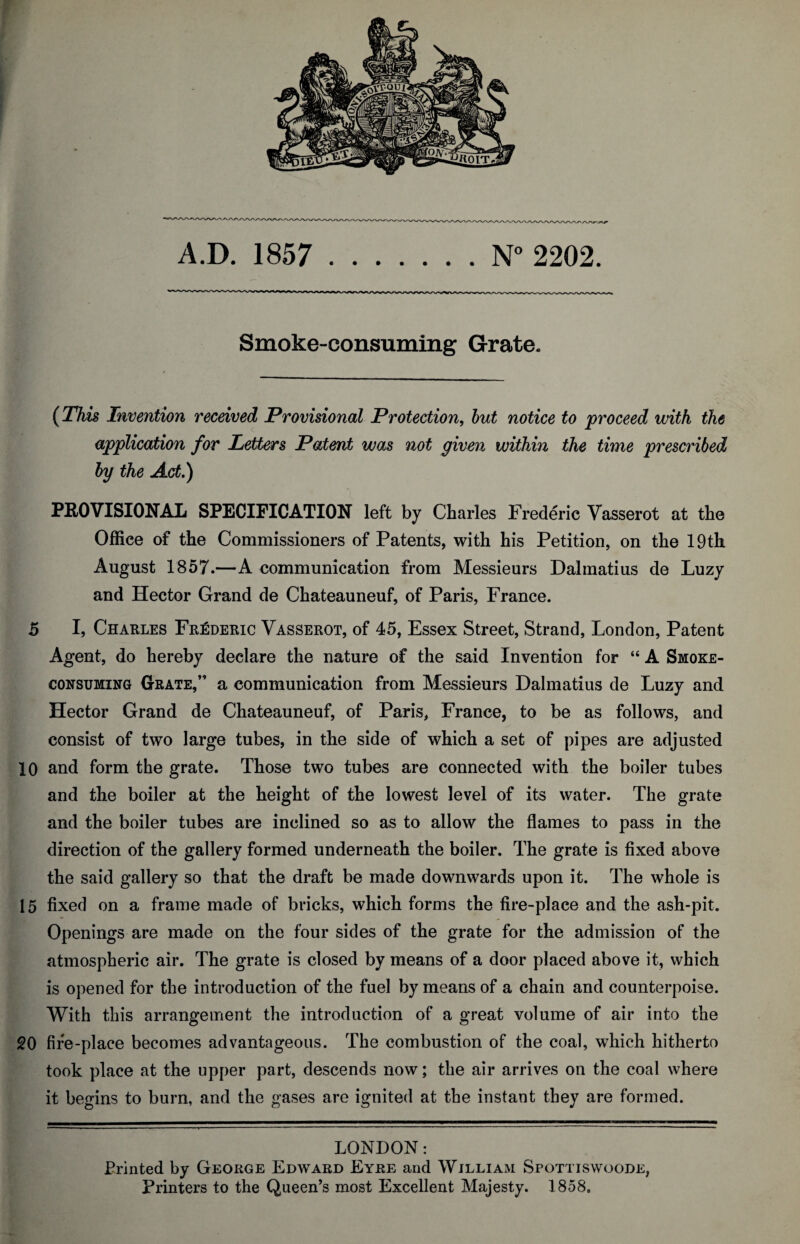 SOIT QUI MAL
DIEU ET MON DROIT
A.D. 1857 . . . . . . . N° 2202.
Smoke-consuming Grate.
(This Invention received Provisional Protection, but notice to proceed with the
application for Letters Patent was not given within the time prescribed
by the Act.)
PROVISIONAL SPECIFICATION left by Charles Fredéric Vasserot at the
Office of the Commissioners of Patents, with his Petition, on the 19th
August 1857.—A communication from Messieurs Dalmatius de Luzy
and Hector Grand de Chateauneuf, of Paris, France.
5 I, CHARLES FRÉDERIC VASSEROT, of 45, Essex Street, Strand, London, Patent
Agent, do hereby declare the nature of the said Invention for “ A SMOKE-
CONSUMING GRATE,” a communication from Messieurs Dalmatius de Luzy and
Hector Grand de Chateauneuf, of Paris, France, to be as follows, and
consist of two large tubes, in the side of which a set of pipes are adjusted
10 and form the grate. Those two tubes are connected with the boiler tubes
and the boiler at the height of the lowest level of its water. The grate
and the boiler tubes are inclined so as to allow the flames to pass in the
direction of the gallery formed underneath the boiler. The grate is fixed above
the said gallery so that the draft be made downwards upon it. The whole is
15 fixed on a frame made of bricks, which forms the fire-place and the ash-pit.
Openings are made on the four sides of the grate for the admission of the
atmospheric air. The grate is closed by means of a door placed above it, which
is opened for the introduction of the fuel by means of a chain and counterpoise.
With this arrangement the introduction of a great volume of air into the
20 fire-place becomes advantageous. The combustion of the coal, which hitherto
took place at the upper part, descends now; the air arrives on the coal where
it begins to burn, and the gases are ignited at the instant they are formed.
LONDON:
Printed by GEORGE EDWARD EYRE and WILLIAM SPOTTISWOODE,
Printers to the Queen’s most Excellent Majesty. 1858.